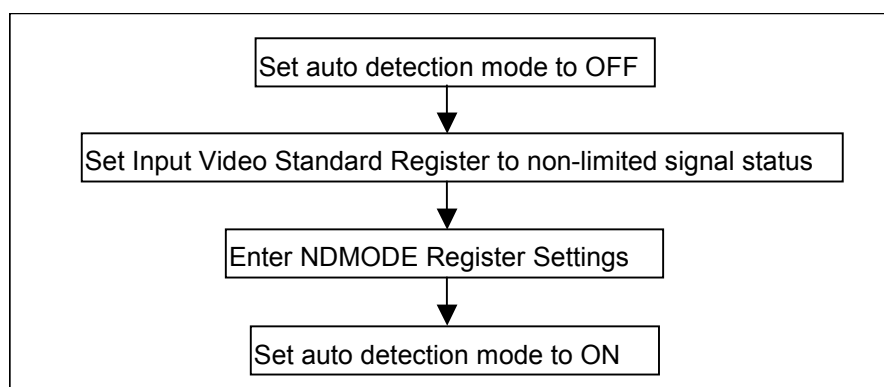 Set auto detection mode to OFF
Set Input Video Standard Register to non-limited signal status
Enter NDMODE Register Settings
Set auto detection mode to ON